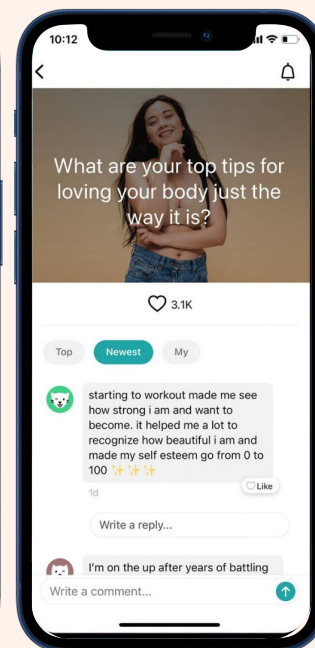 10:12
What are your top tips for
loving your body just the
way it is?
3.1K
Top Newest My
starting to workout made me see
how strong i am and want to
become. it helped me a lot to
recognize how beautiful i am and
made my self esteem go from 0 to
100 ✨✨✨
1d
Like
Write a reply...
I'm on the up after years of battling
Write a comment...